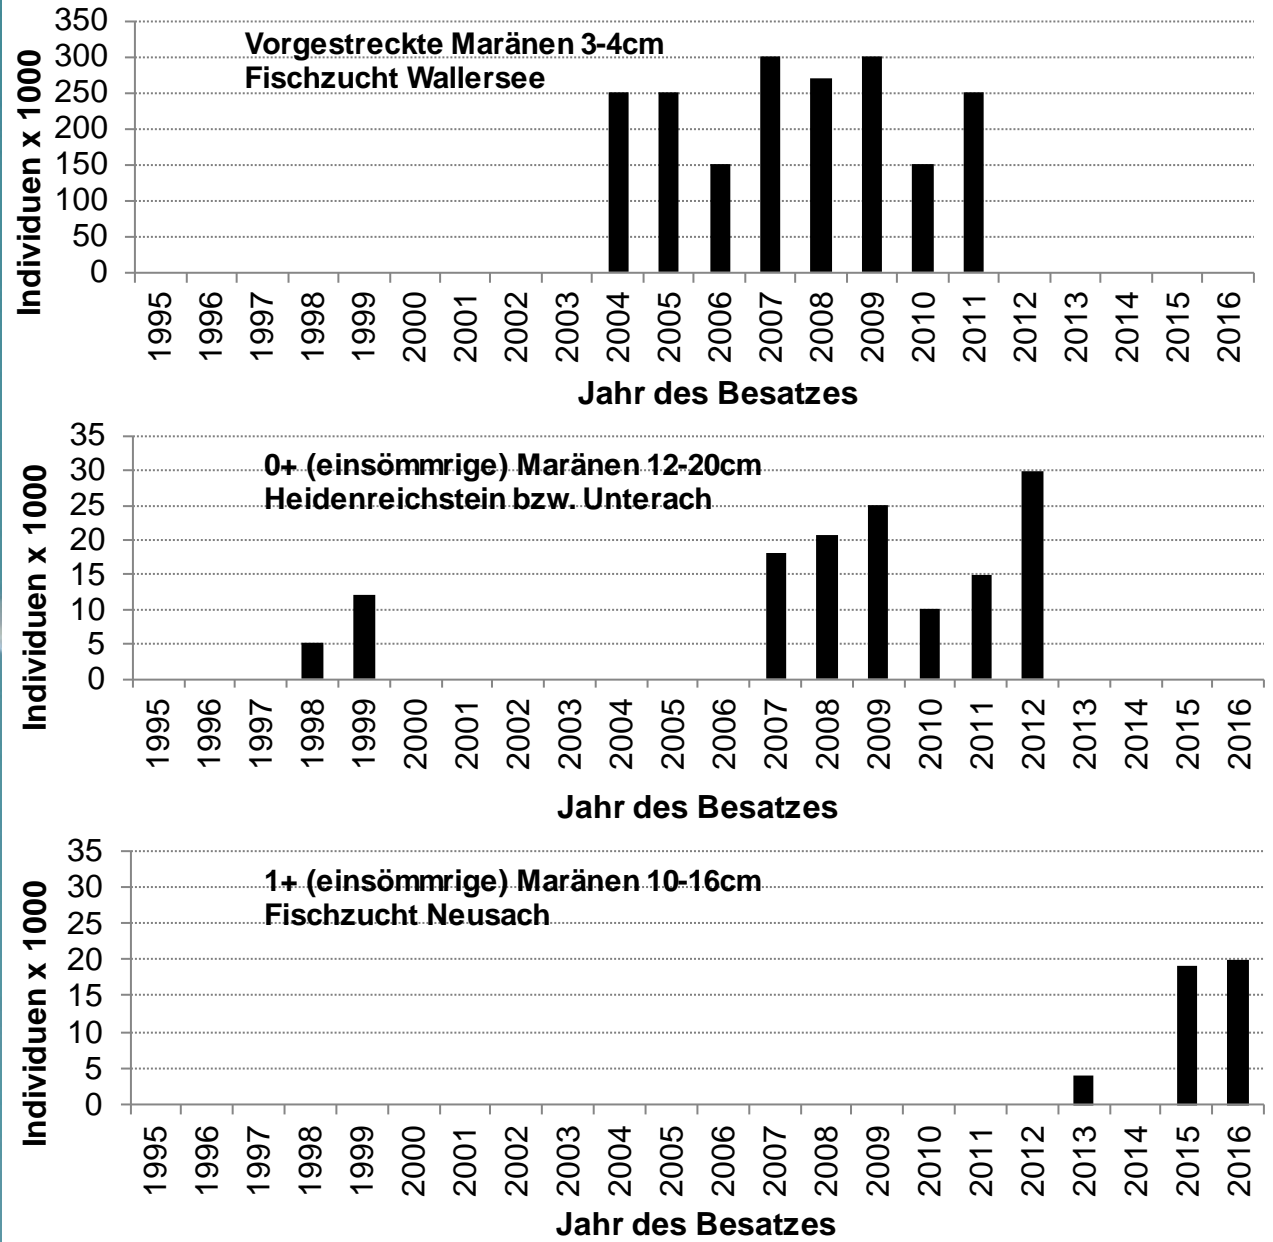 Individuen x 1000
350
300
250
200
150
100
50
0
Vorgestreckte Maränen 3-4cm
Fischzucht Wallersee
1995 1996 1997 1998 1999 2000 2001 2002 2003 2004 2005 2006 2007 2008 2009 2010 2011 2012 2013 2014 2015 2016
Jahr des Besatzes
Individuen x 1000
35
30
25
20
15
10
5
0
0+ (einsömmrige) Maränen 12-20cm
Heidenreichstein bzw. Unterach
1995 1996 1997 1998 1999 2000 2001 2002 2003 2004 2005 2006 2007 2008 2009 2010 2011 2012 2013 2014 2015 2016
Jahr des Besatzes
Individuen x 1000
35
30
25
20
15
10
5
0
1+ (einsömmrige) Maränen 10-16cm
Fischzucht Neusach
1995 1996 1997 1998 1999 2000 2001 2002 2003 2004 2005 2006 2007 2008 2009 2010 2011 2012 2013 2014 2015 2016
Jahr des Besatzes